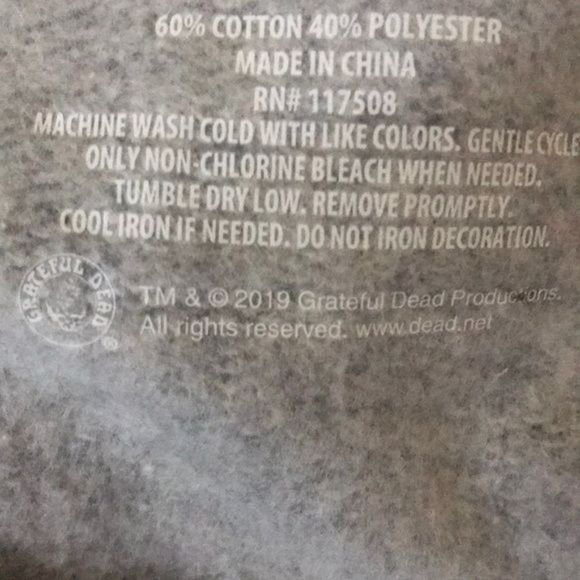 60% COTTON 40% POLYESTER
MADE IN CHINA
RN# 117508
MACHINE WASH COLD WITH LIKE COLORS. GENTLE CYCLE
ONLY NON-CHLORINE BLEACH WHEN NEEDED.
TUMBLE DRY LOW. REMOVE PROMPTLY.
COOL IRON IF NEEDED. DO NOT IRON DECORATION.
GRATEFUL DEAD
®
TM & © 2019 Grateful Dead Productions.
All rights reserved. www.dead.net